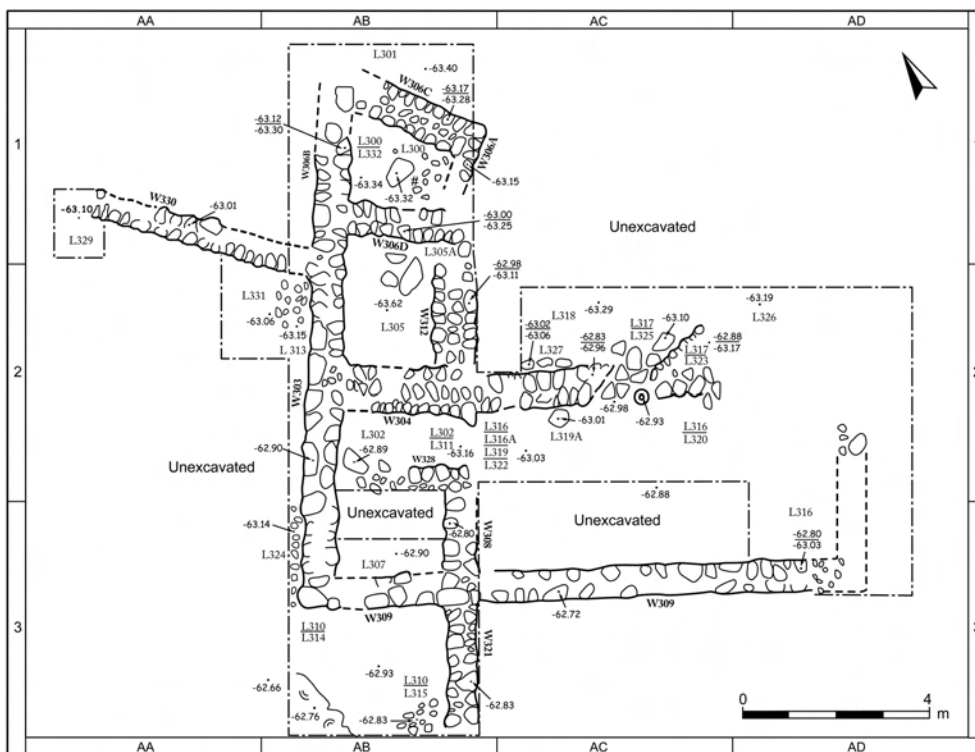 AA AB AC AD
1
2
3
L301
-63.40
W306C
-63.17
-63.28
-63.12
-63.30
L300
L332
L300
W306A
W306B
-63.34
#
-63.32
-63.15
W330
-63.01
-63.10
L329
-63.00
-63.25
W306D
L305A
Unexcavated
-62.98
-63.11
L331
-63.06
-63.15
L313
-63.62
L305
W312
-63.02
-63.06
L318
-63.29
L327
-62.83
-62.96
L317
L325
-63.10
-63.19
L326
L317
L323
-62.88
-63.17
W303
W304
-62.98
-62.93
-63.01
L319A
L316
L320
L302
-62.89
L302
L311
-63.16
L316
L316A
L319
L322
-63.03
W328
Unexcavated
-62.90
-62.88
Unexcavated
-62.80
W308
Unexcavated
L316
-62.80
-63.03
-63.14
L324
-62.90
L307
W309
-62.72
W309
L310
L314
W321
-62.93
L310
L315
-62.66
-62.76
-62.83
-62.83
0 4
m
AA AB AC AD